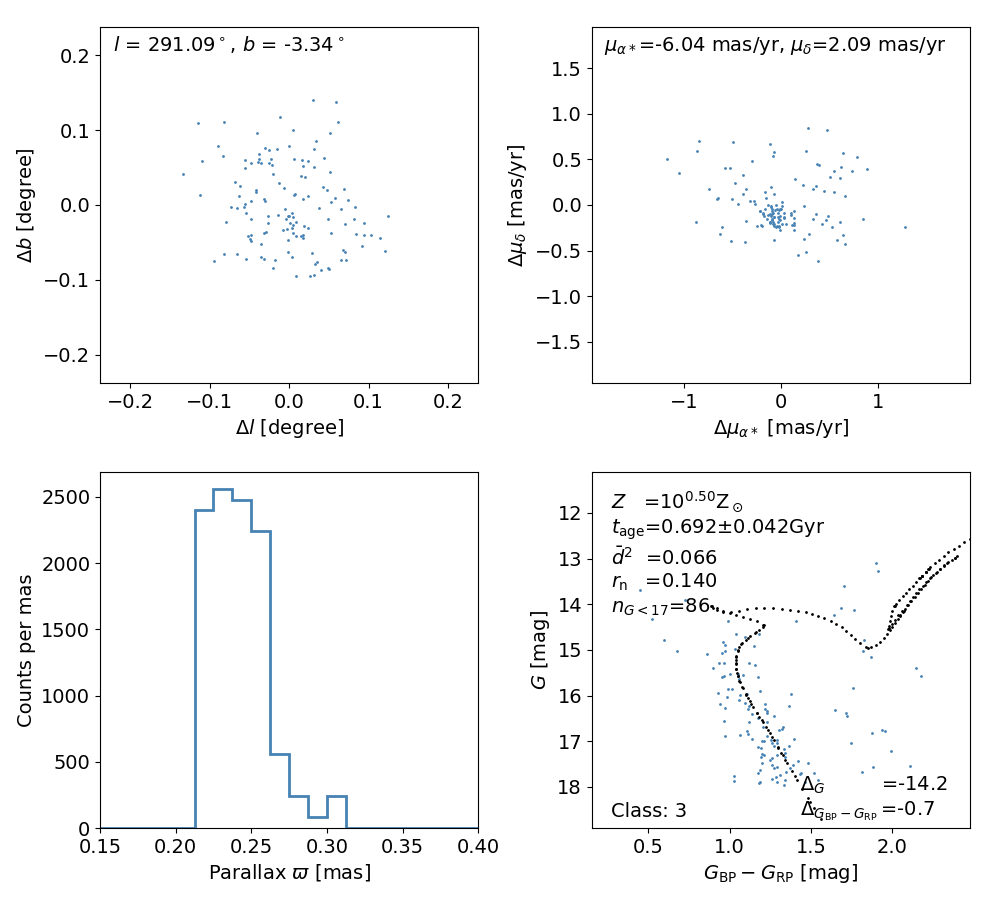 l = 291.09°, b = -3.34°
0.2
0.1
0.0
−0.1
−0.2
Δb [degree]
−0.2 −0.1 0.0 0.1 0.2
Δl [degree]
μα*=-6.04 mas/yr, μδ=2.09 mas/yr
1.5
1.0
0.5
0.0
−0.5
−1.0
−1.5
Δμδ [mas/yr]
−1 0 1
Δμα* [mas/yr]
2500
2000
1500
1000
500
0
Counts per mas
0.15 0.20 0.25 0.30 0.35 0.40
Parallax ϖ [mas]
Z =10^0.50 Z⊙
t_age=0.692±0.042Gyr
d̄² =0.066
r_n =0.140
n_G<17=86
12
13
14
15
16
17
18
G [mag]
Δ_G =-14.2
Δ_GBP−GRP =-0.7
Class: 3
0.5 1.0 1.5 2.0
G_BP − G_RP [mag]